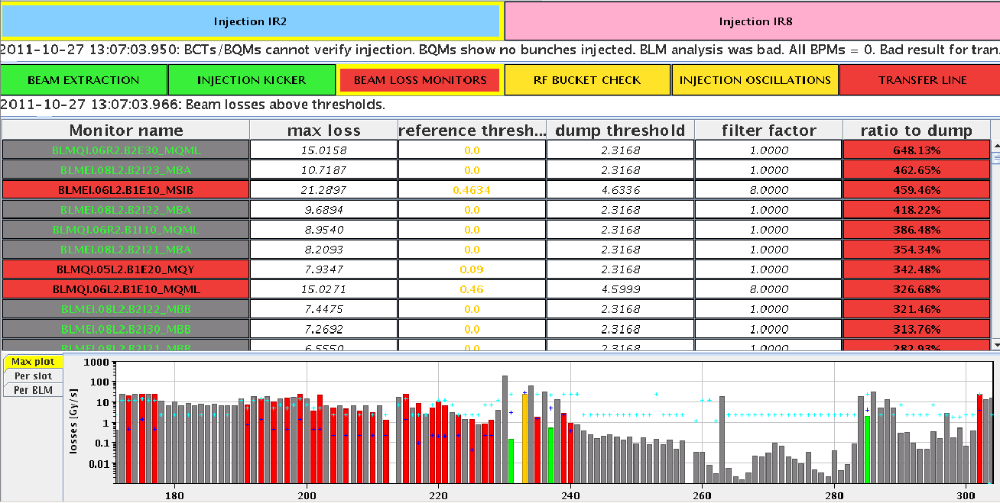 Injection IR2 Injection IR8
2011-10-27 13:07:03.950: BCTs/BQMs cannot verify injection. BQMs show no bunches injected. BLM analysis was bad. All BPMs = 0. Bad result for tran.
BEAM EXTRACTION INJECTION KICKER BEAM LOSS MONITORS RF BUCKET CHECK INJECTION OSCILLATIONS TRANSFER LINE
2011-10-27 13:07:03.966: Beam losses above thresholds.
Monitor name max loss reference thresh... dump threshold filter factor ratio to dump
BLMQI.06R2.B2E30_MQML 15.0158 0.0 2.3168 1.0000 648.13%
BLMEI.08L2.B2I23_MBA 10.7187 0.0 2.3168 1.0000 462.65%
BLMEI.06L2.B1E10_MSIB 21.2897 0.4634 4.6336 8.0000 459.46%
BLMEI.08L2.B2I22_MBA 9.6894 0.0 2.3168 1.0000 418.22%
BLMQI.06R2.B1I10_MQML 8.9540 0.0 2.3168 1.0000 386.48%
BLMEI.08L2.B2I21_MBA 8.2093 0.0 2.3168 1.0000 354.34%
BLMQI.05L2.B1E20_MQY 7.9347 0.09 2.3168 1.0000 342.48%
BLMQI.06L2.B1E10_MQML 15.0271 0.46 4.5999 8.0000 326.68%
BLMEI.08L2.B2I22_MBB 7.4475 0.0 2.3168 1.0000 321.46%
BLMEI.08L2.B2I30_MBB 7.2692 0.0 2.3168 1.0000 313.76%
BLMEI.08L2.B2I21_MBB 6.5550 0.0 2.3168 1.0000 282.93%
Max plot
Per slot
Per BLM
losses [Gy/s]
1000
100
10
1
0.1
0.01
180 200 220 240 260 280 300